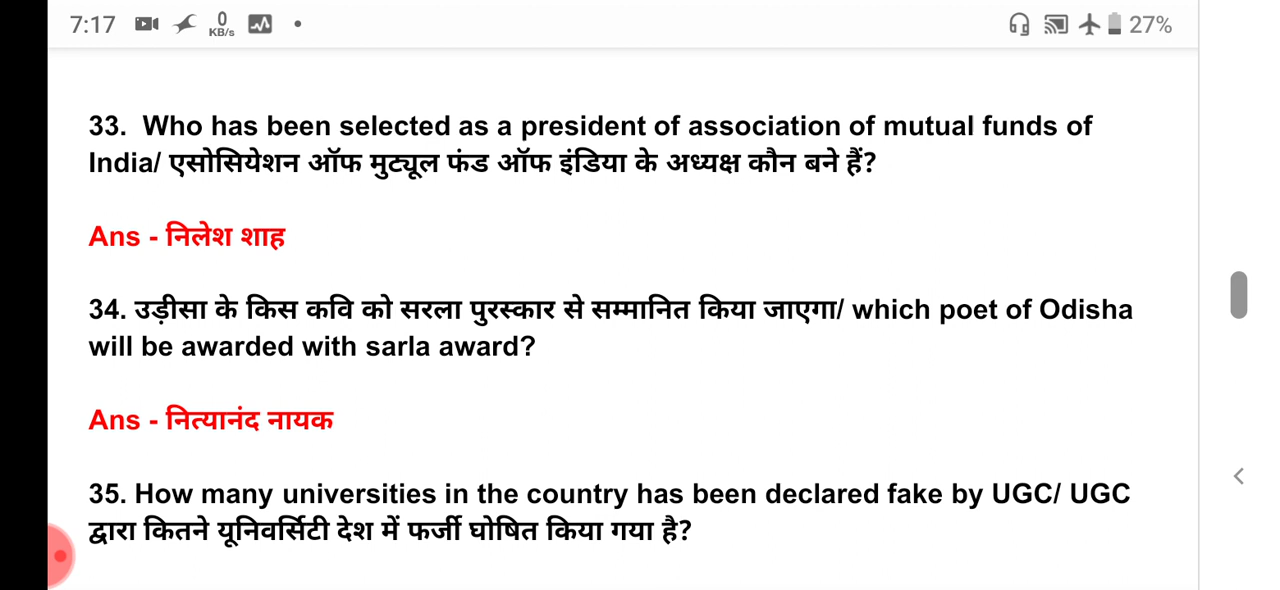 7:17 0 KB/s 27%
33. Who has been selected as a president of association of mutual funds of
India/ एसोसियेशन ऑफ मुट्यूल फंड ऑफ इंडिया के अध्यक्ष कौन बने हैं?
Ans - निलेश शाह
34. उड़ीसा के किस कवि को सरला पुरस्कार से सम्मानित किया जाएगा/ which poet of Odisha
will be awarded with sarla award?
Ans - नित्यानंद नायक
35. How many universities in the country has been declared fake by UGC/ UGC
द्वारा कितने यूनिवर्सिटी देश में फर्जी घोषित किया गया है?